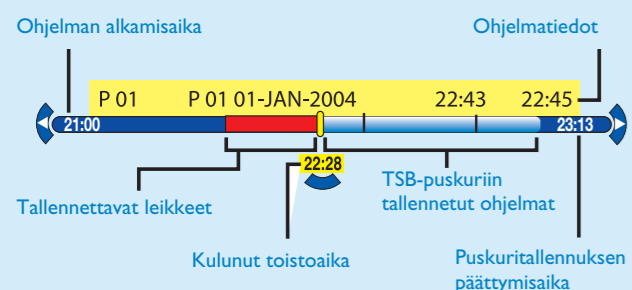 Ohjelman alkamisaika
Ohjelmatiedot
P 01 P 01 01-JAN-2004 22:43 22:45
21:00 23:13
22:28
Tallennettavat leikkeet
TSB-puskuriin
tallennetut ohjelmat
Kulunut toistoaika
Puskuritallennuksen
päättymisaika